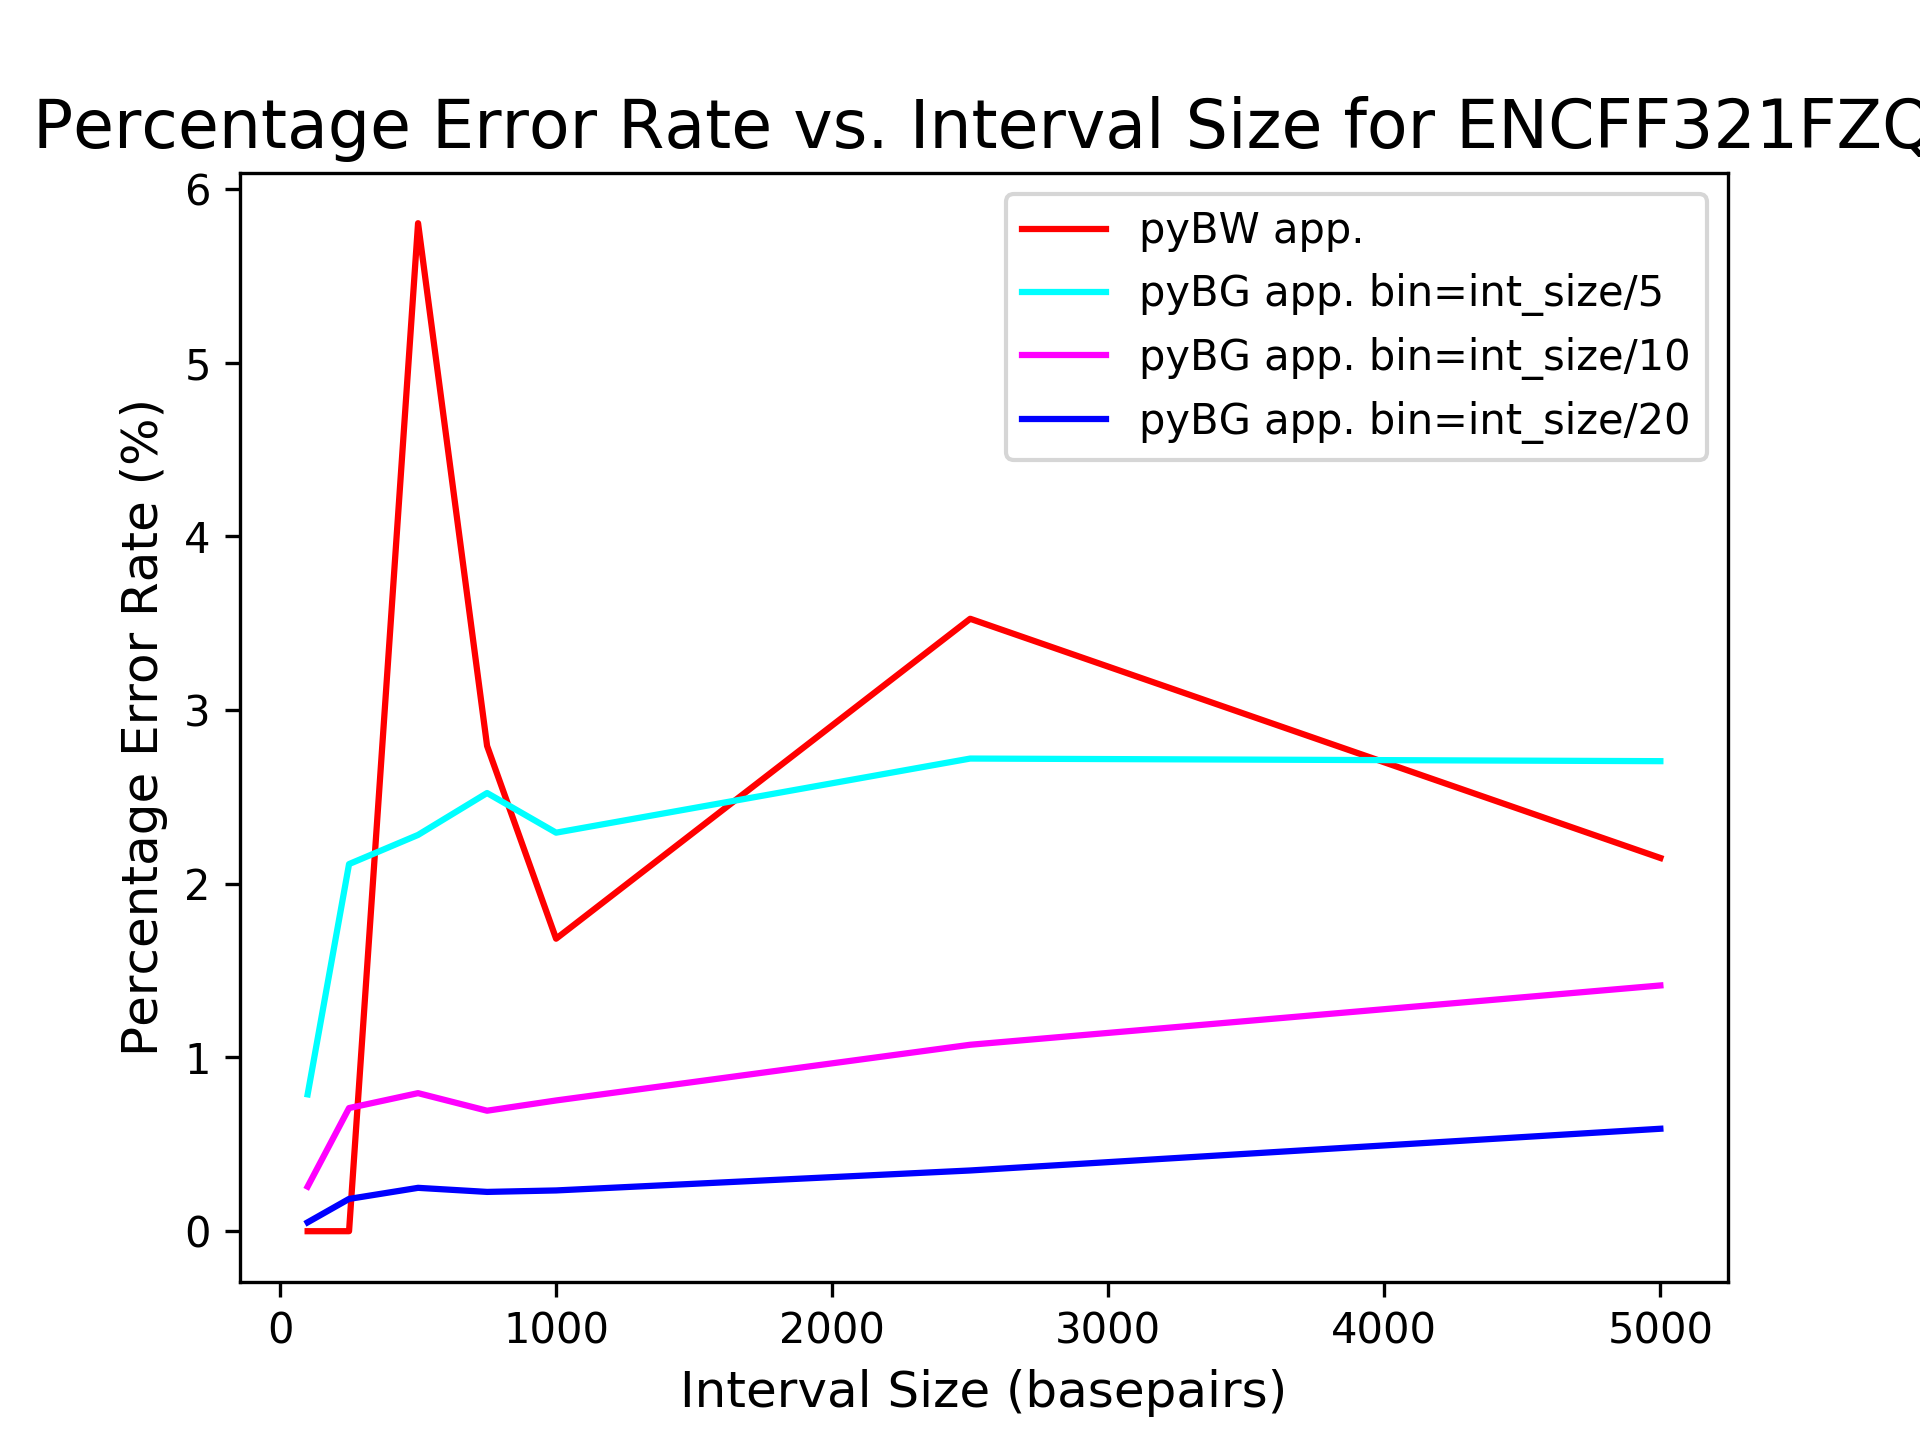 Percentage Error Rate vs. Interval Size for ENCFF321FZQ
6
5
4
3
2
1
0
Percentage Error Rate (%)
pyBW app.
pyBG app. bin=int_size/5
pyBG app. bin=int_size/10
pyBG app. bin=int_size/20
0 1000 2000 3000 4000 5000
Interval Size (basepairs)